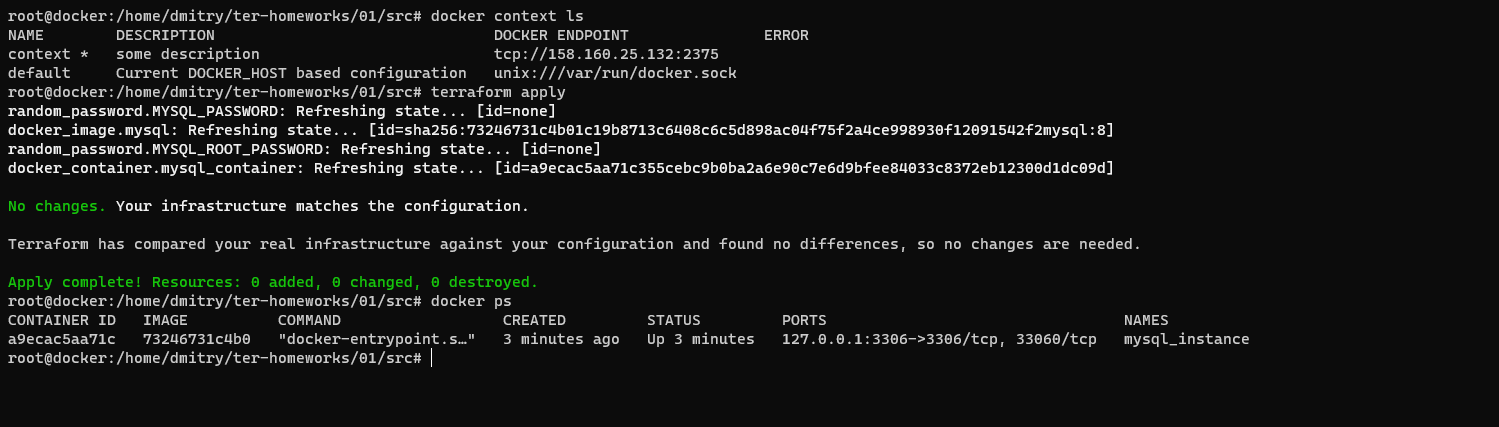 root@docker:/home/dmitry/ter-homeworks/01/src# docker context ls
NAME        DESCRIPTION                               DOCKER ENDPOINT               ERROR
context *   some description                          tcp://158.160.25.132:2375
default     Current DOCKER_HOST based configuration   unix:///var/run/docker.sock
root@docker:/home/dmitry/ter-homeworks/01/src# terraform apply
random_password.MYSQL_PASSWORD: Refreshing state... [id=none]
docker_image.mysql: Refreshing state... [id=sha256:73246731c4b01c19b8713c6408c6c5d898ac04f75f2a4ce998930f12091542f2mysql:8]
random_password.MYSQL_ROOT_PASSWORD: Refreshing state... [id=none]
docker_container.mysql_container: Refreshing state... [id=a9ecac5aa71c355cebc9b0ba2a6e90c7e6d9bfee84033c8372eb12300d1dc09d]
No changes. Your infrastructure matches the configuration.
Terraform has compared your real infrastructure against your configuration and found no differences, so no changes are needed.
Apply complete! Resources: 0 added, 0 changed, 0 destroyed.
root@docker:/home/dmitry/ter-homeworks/01/src# docker ps
CONTAINER ID   IMAGE          COMMAND                  CREATED         STATUS         PORTS                                 NAMES
a9ecac5aa71c   73246731c4b0   "docker-entrypoint.s…"   3 minutes ago   Up 3 minutes   127.0.0.1:3306->3306/tcp, 33060/tcp   mysql_instance
root@docker:/home/dmitry/ter-homeworks/01/src#